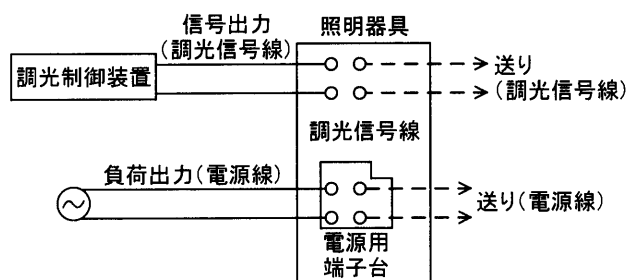 信号出力
(調光信号線)
照明器具
調光制御装置
送り
(調光信号線)
調光信号線
負荷出力(電源線)
送り(電源線)
電源用
端子台